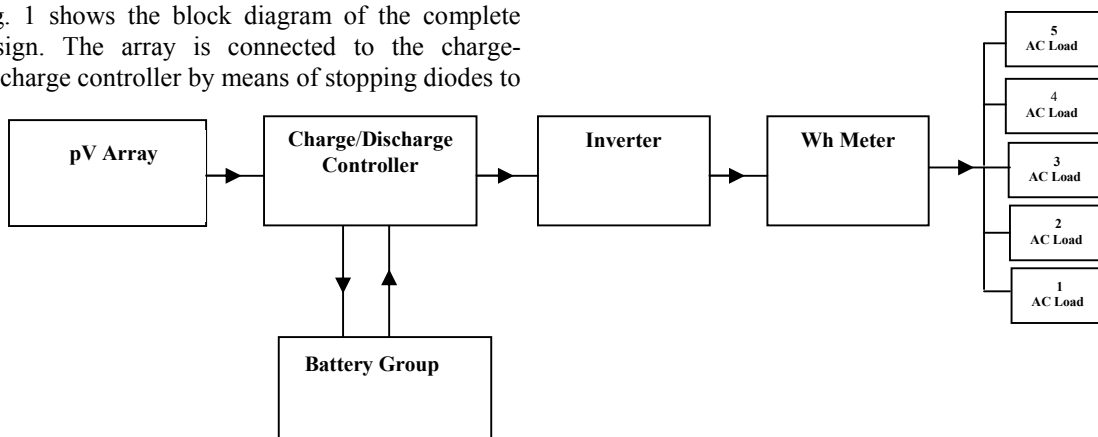 g. 1 shows the block diagram of the complete
sign. The array is connected to the charge-
charge controller by means of stopping diodes to
pV Array
Charge/Discharge
Controller
Inverter
Wh Meter
5
AC Load
4
AC Load
3
AC Load
2
AC Load
1
AC Load
Battery Group